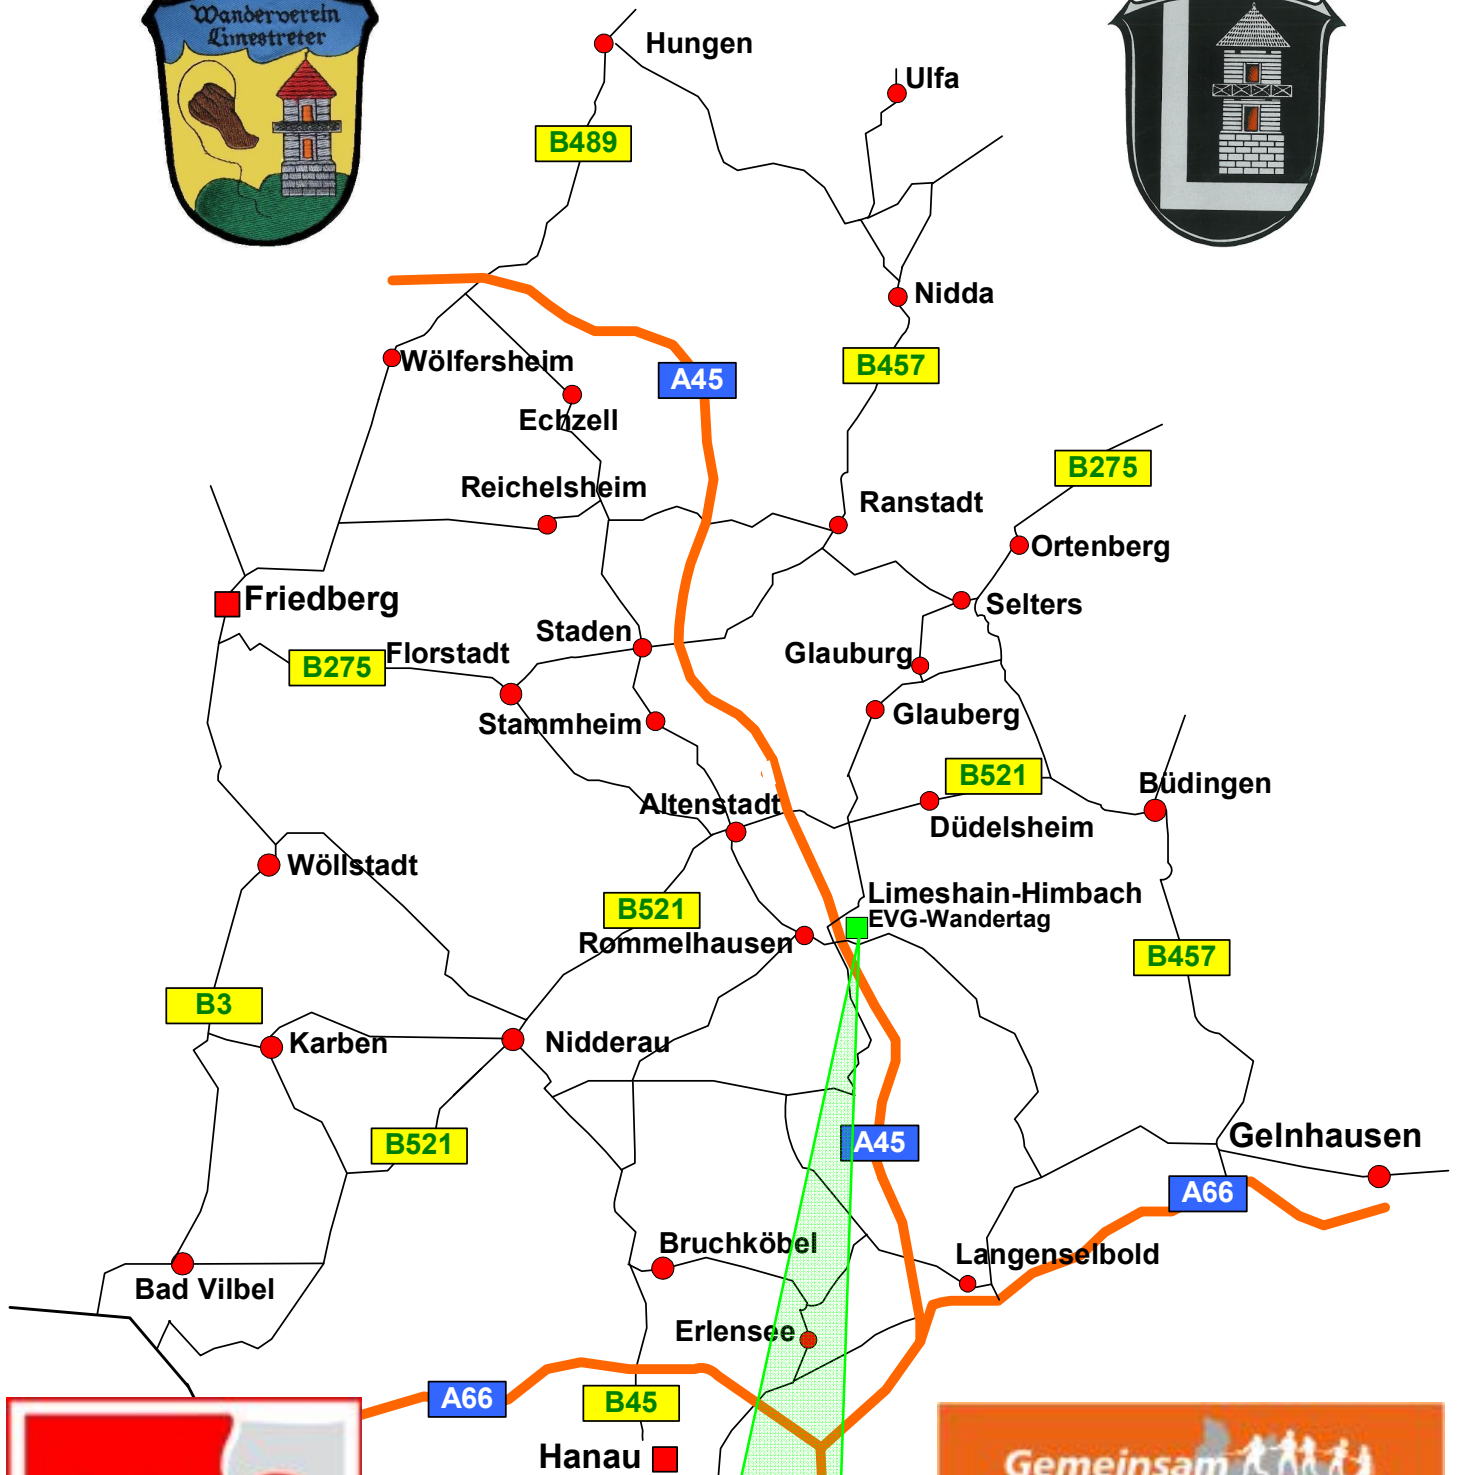 Wanderverein
Limestreter
Hungen
Ulfa
B489
Nidda
Wölfersheim
B457
A45
Echzell
B275
Reichelsheim
Ranstadt
Ortenberg
Friedberg
Selters
Staden
Florstadt
Glauburg
B275
Stammheim
Glauberg
B521
Büdingen
Altenstadt
Düdelsheim
Wöllstadt
Limeshain-Himbach
EVG-Wandertag
B521
Rommelhausen
B457
B3
Karben
Nidderau
B521
A45
Gelnhausen
A66
Bruchköbel
Langenselbold
Bad Vilbel
Erlensee
A66
B45
Hanau
Gemeinsam